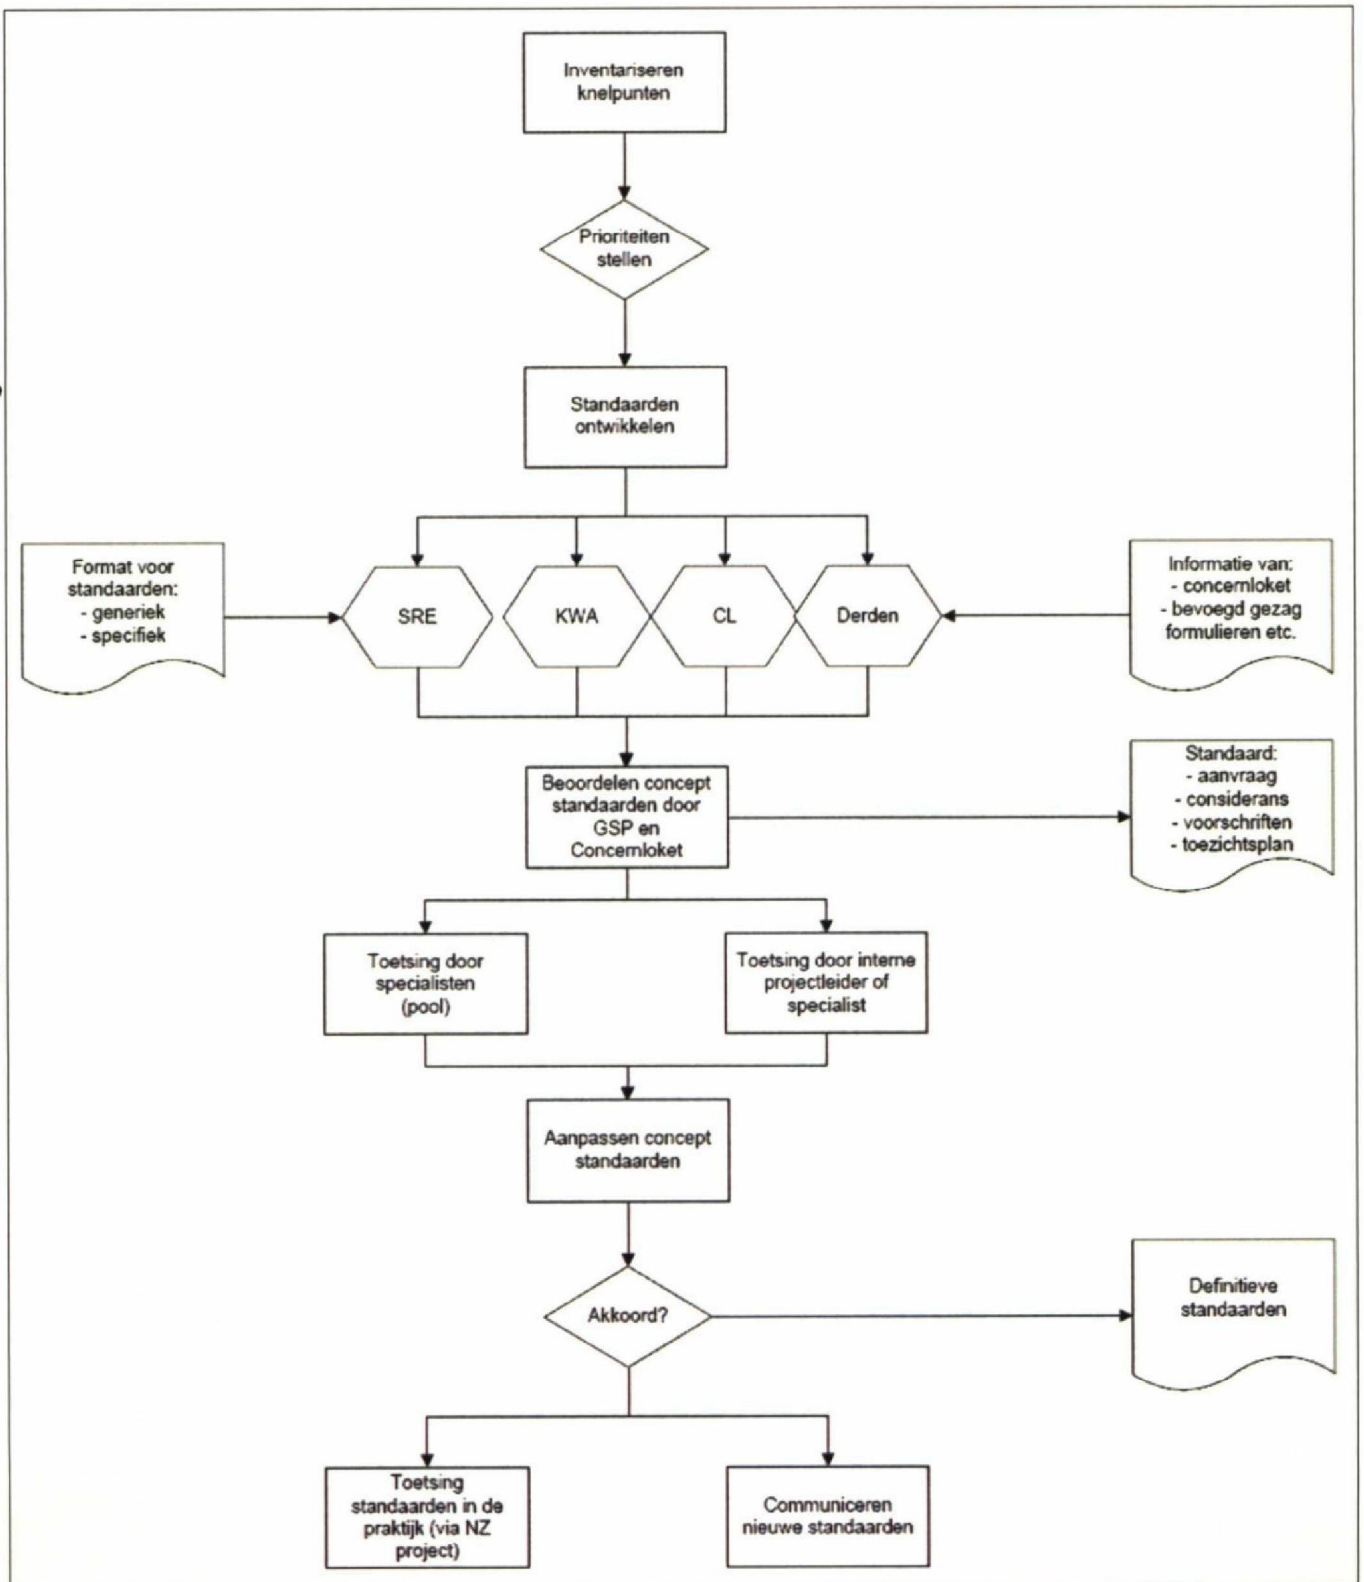 Inventariseren
knelpunten
Prioriteiten
stellen
Standaarden
ontwikkelen
Format voor
standaarden:
- generiek
- specifiek
SRE
KWA
CL
Derden
Informatie van:
- concernloket
- bevoegd gezag
formulieren etc.
Beoordelen concept
standaarden door
GSP en
Concernloket
Standaard:
- aanvraag
- considerans
- voorschriften
- toezichtsplan
Toetsing door
specialisten
(pool)
Toetsing door interne
projectleider of
specialist
Aanpassen concept
standaarden
Akkoord?
Definitieve
standaarden
Toetsing
standaarden in de
praktijk (via NZ
project)
Communiceren
nieuwe standaarden